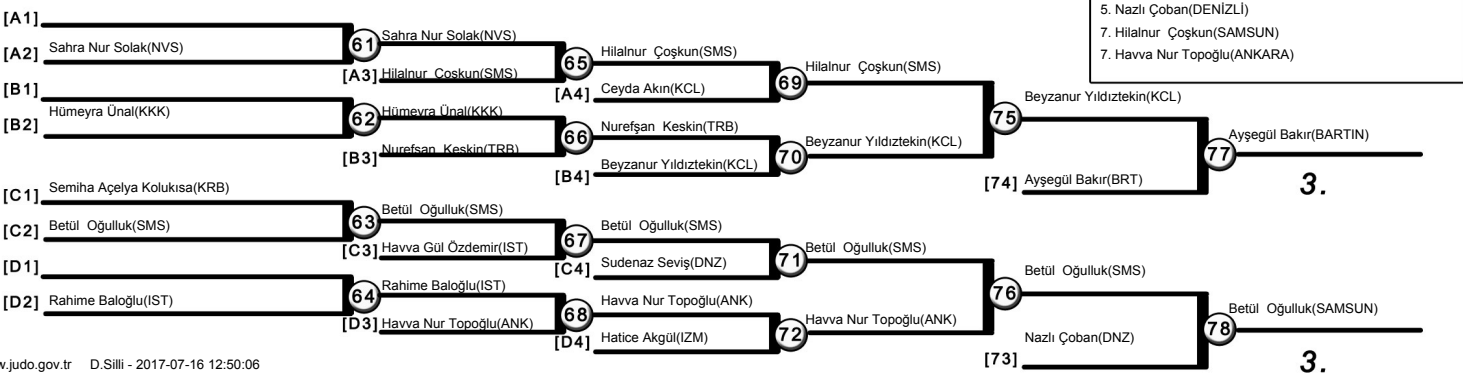 5. Nazlı Çoban(DENİZLİ)
7. Hilalnur Çoşkun(SAMSUN)
7. Havva Nur Topoğlu(ANKARA)
[A1]
[A2] Sahra Nur Solak(NVS)
61 Sahra Nur Solak(NVS)
[A3] Hilalnur Coskun(SMS)
65 Hilalnur Çoşkun(SMS)
[A4] Ceyda Akın(KCL)
69 Hilalnur Çoşkun(SMS)
[B1]
[B2] Hümeyra Ünal(KKK)
62 Hümeyra Ünal(KKK)
[B3] Nurefsan Keskin(TRB)
66 Nurefşan Keskin(TRB)
[B4] Beyzanur Yıldıztekin(KCL)
70 Beyzanur Yıldıztekin(KCL)
75 Beyzanur Yıldıztekin(KCL)
[74] Ayşegül Bakır(BRT)
77 Ayşegül Bakır(BARTIN)
3.
[C1] Semiha Açelya Kolukısa(KRB)
[C2] Betül Oğulluk(SMS)
63 Betül Oğulluk(SMS)
[C3] Havva Gül Özdemir(IST)
67 Betül Oğulluk(SMS)
[C4] Sudenaz Seviş(DNZ)
71 Betül Oğulluk(SMS)
[D1]
[D2] Rahime Baloğlu(IST)
64 Rahime Baloğlu(IST)
[D3] Havva Nur Topoğlu(ANK)
68 Havva Nur Topoğlu(ANK)
[D4] Hatice Akgül(IZM)
72 Havva Nur Topoğlu(ANK)
76 Betül Oğulluk(SMS)
[73] Nazlı Çoban(DNZ)
78 Betül Oğulluk(SAMSUN)
3.
w.judo.gov.tr D.Silli - 2017-07-16 12:50:06